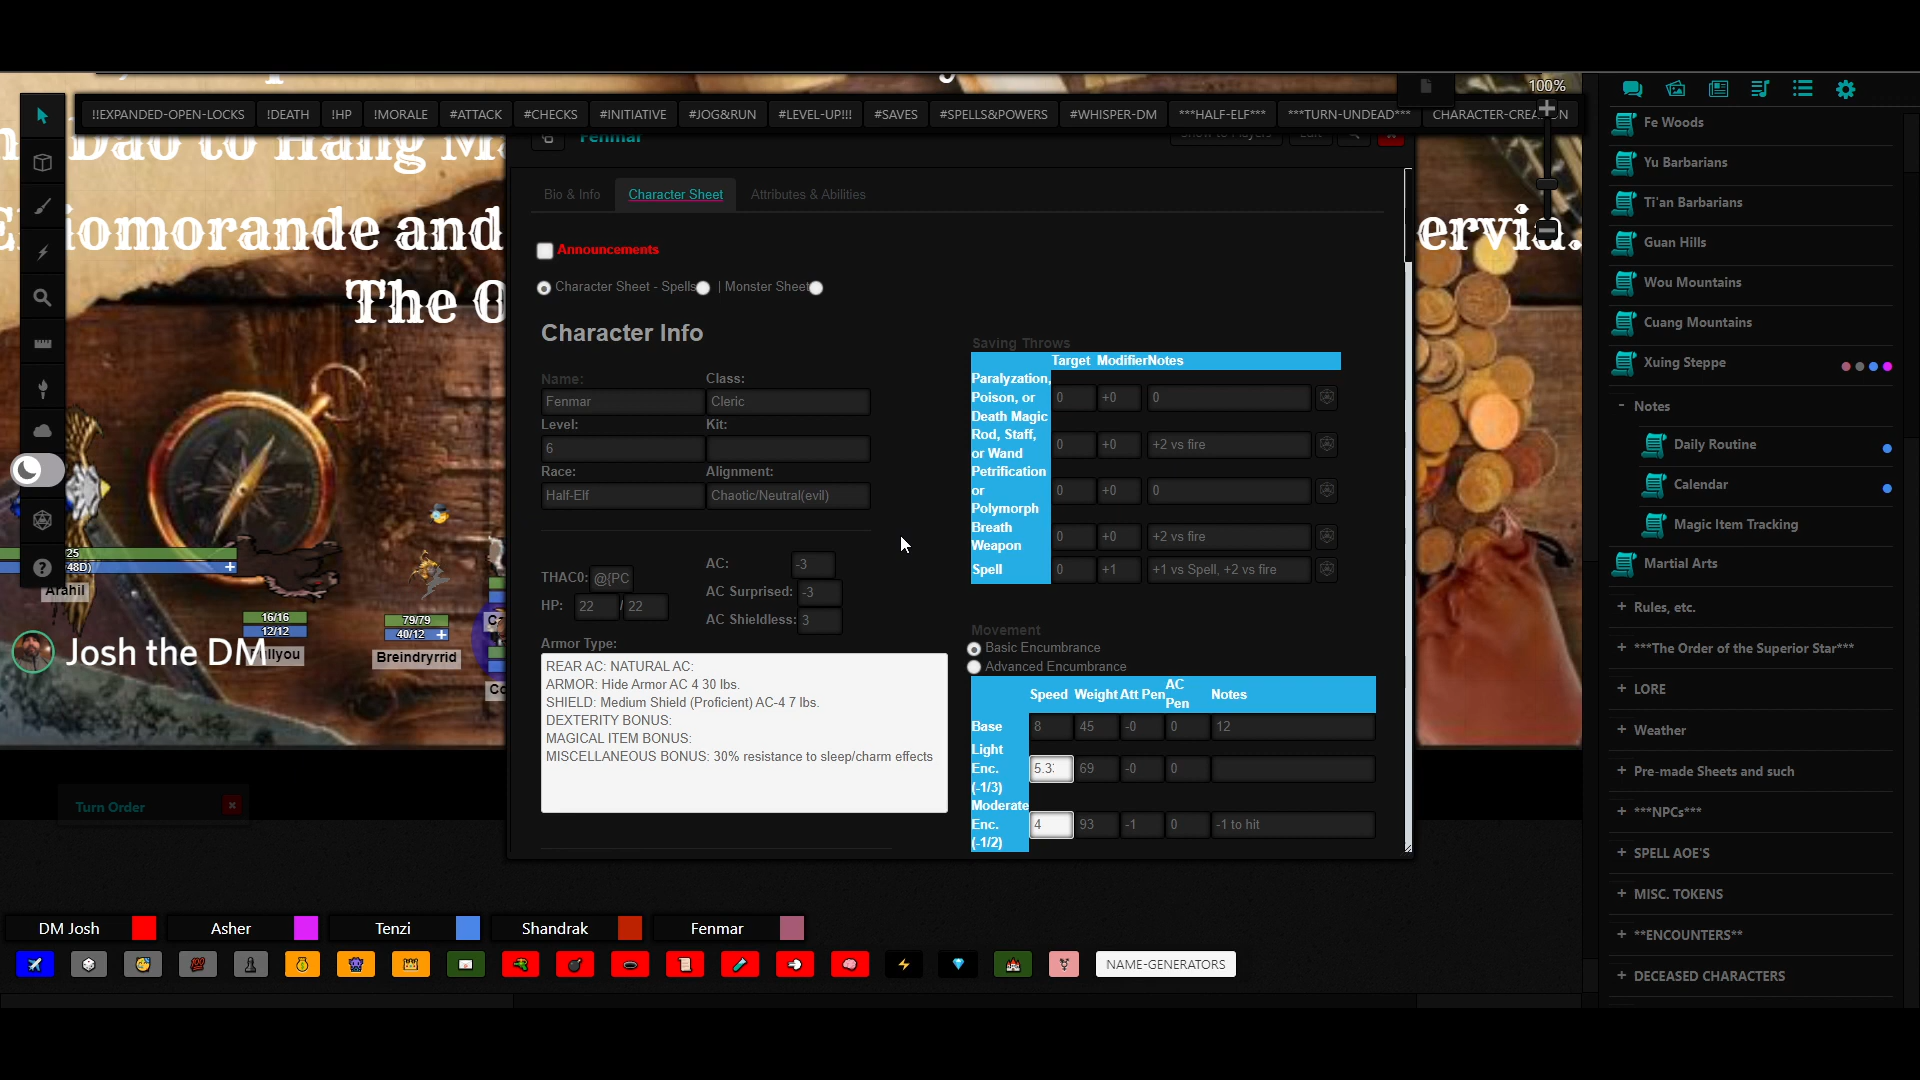 100%
!!EXPANDED-OPEN-LOCKS !DEATH !HP !MORALE #ATTACK #CHECKS #INITIATIVE #JOG&RUN #LEVEL-UP!!! #SAVES #SPELLS&POWERS #WHISPER-DM ***HALF-ELF*** ***TURN-UNDEAD***
Fenmar
Dao to Hang
and
ervia.
The O
Bio & Info Character Sheet Attributes & Abilities
Announcements
Character Sheet - Spells | Monster Sheet
Character Info
Name: Class:
Fenmar Cleric
Level: Kit:
6
Race: Alignment:
Half-Elf Chaotic/Neutral(evil)
THAC0: @{PC
HP: 22 / 22
AC: -3
AC Surprised: -3
AC Shieldless: 3
Armor Type:
REAR AC: NATURAL AC:
ARMOR: Hide Armor AC 4 30 lbs.
SHIELD: Medium Shield (Proficient) AC-4 7 lbs.
DEXTERITY BONUS:
MAGICAL ITEM BONUS:
MISCELLANEOUS BONUS: 30% resistance to sleep/charm effects
Saving Throws
Target Modifier Notes
Paralyzation, Poison, or Death Magic 0 +0 0
Rod, Staff, or Wand 0 +0 +2 vs fire
Petrification or Polymorph 0 +0 0
Breath Weapon 0 +0 +2 vs fire
Spell 0 +1 +1 vs Spell, +2 vs fire
Movement
Basic Encumbrance
Advanced Encumbrance
Speed Weight Att Pen AC Pen Notes
Base 8 45 -0 0 12
Light Enc. (-1/3) 5.3 69 -0 0
Moderate Enc. (-1/2) 4 93 -1 0 -1 to hit
25
48D)
Arahil
16/16
12/12
llyou
79/79
40/12
Breindryrrid
Josh the DM
Turn Order
DM Josh Asher Tenzi Shandrak Fenmar
NAME-GENERATORS
Fe Woods
Yu Barbarians
Ti'an Barbarians
Guan Hills
Wou Mountains
Cuang Mountains
Xuing Steppe
- Notes
Daily Routine
Calendar
Magic Item Tracking
Martial Arts
+ Rules, etc.
+ ***The Order of the Superior Star***
+ LORE
+ Weather
+ Pre-made Sheets and such
+ ***NPCs***
+ SPELL AOE'S
+ MISC. TOKENS
+ **ENCOUNTERS**
+ DECEASED CHARACTERS